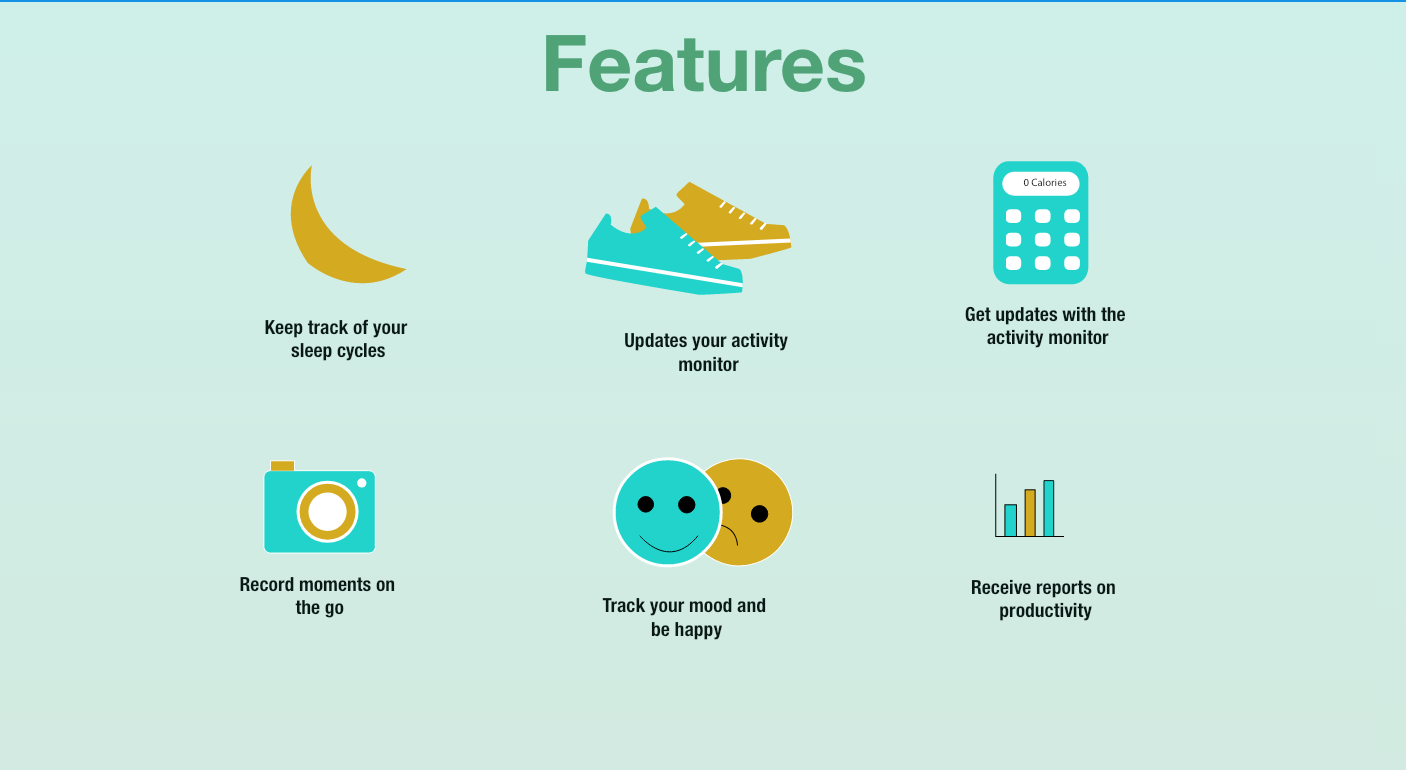 Features
0 Calories
Keep track of your
sleep cycles
Updates your activity
monitor
Get updates with the
activity monitor
Record moments on
the go
Track your mood and
be happy
Receive reports on
productivity